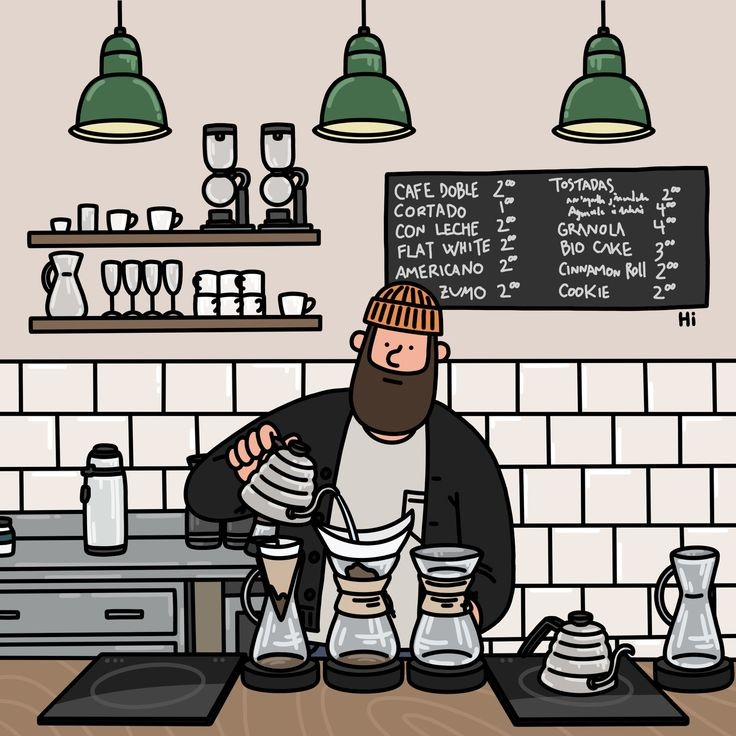 CAFE DOBLE 2⁰⁰
CORTADO 1⁰⁰
CON LECHE 2⁰⁰
FLAT WHITE 2⁰⁰
AMERICANO 2⁰⁰
ZUMO 2⁰⁰
TOSTADAS
2⁰⁰
4⁰⁰
GRANOLA 4⁰⁰
BIO CAKE 3⁰⁰
CINNAMON ROLL 2⁰⁰
COOKIE 2⁰⁰
Hi